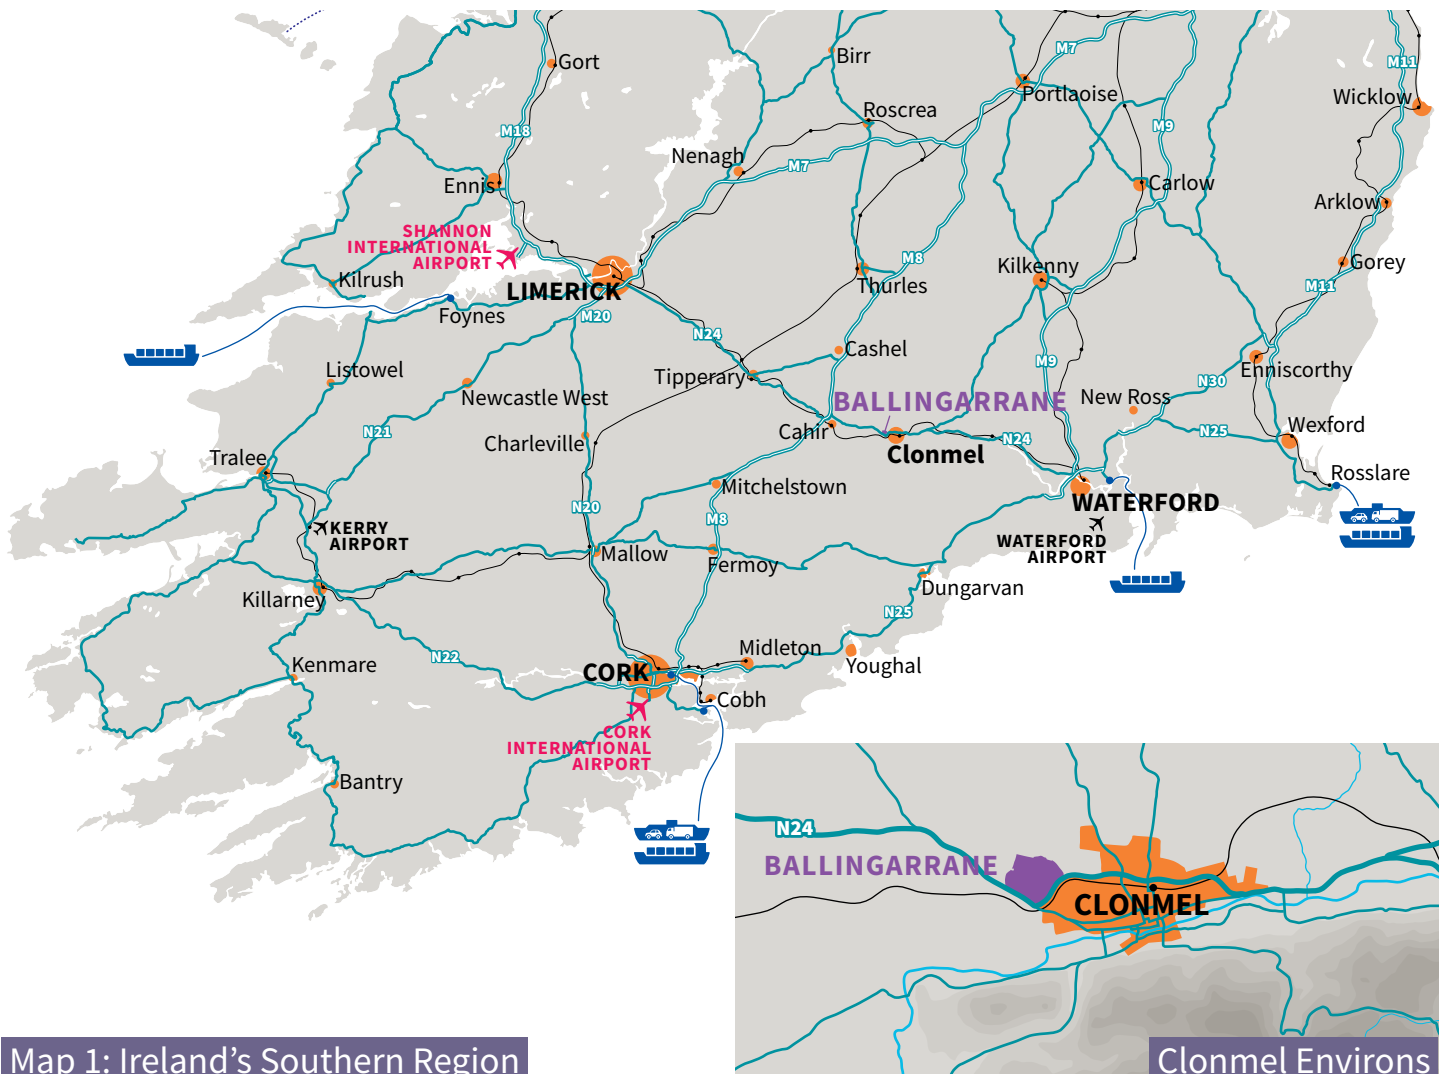 Gort
Birr
M7
M11
Portlaoise
Wicklow
Roscrea
M18
M9
Nenagh
M7
Ennis
Carlow
Arklow
SHANNON
INTERNATIONAL
AIRPORT
Kilrush
M8
Kilkenny
Gorey
Thurles
M11
LIMERICK
Foynes
M20
N24
Cashel
M9
Listowel
Tipperary
Enniscorthy
N30
Newcastle West
BALLINGARRANE
New Ross
N21
Charleville
Cahir
N24
N25
Wexford
Clonmel
Tralee
Rosslare
Mitchelstown
N20
M8
WATERFORD
KERRY
AIRPORT
WATERFORD
AIRPORT
Mallow
Fermoy
Dungarvan
Killarney
N25
N22
Midleton
Kenmare
CORK
Youghal
Cobh
CORK
INTERNATIONAL
AIRPORT
Bantry
N24
BALLINGARRANE
CLONMEL
Map 1: Ireland’s Southern Region
Clonmel Environs